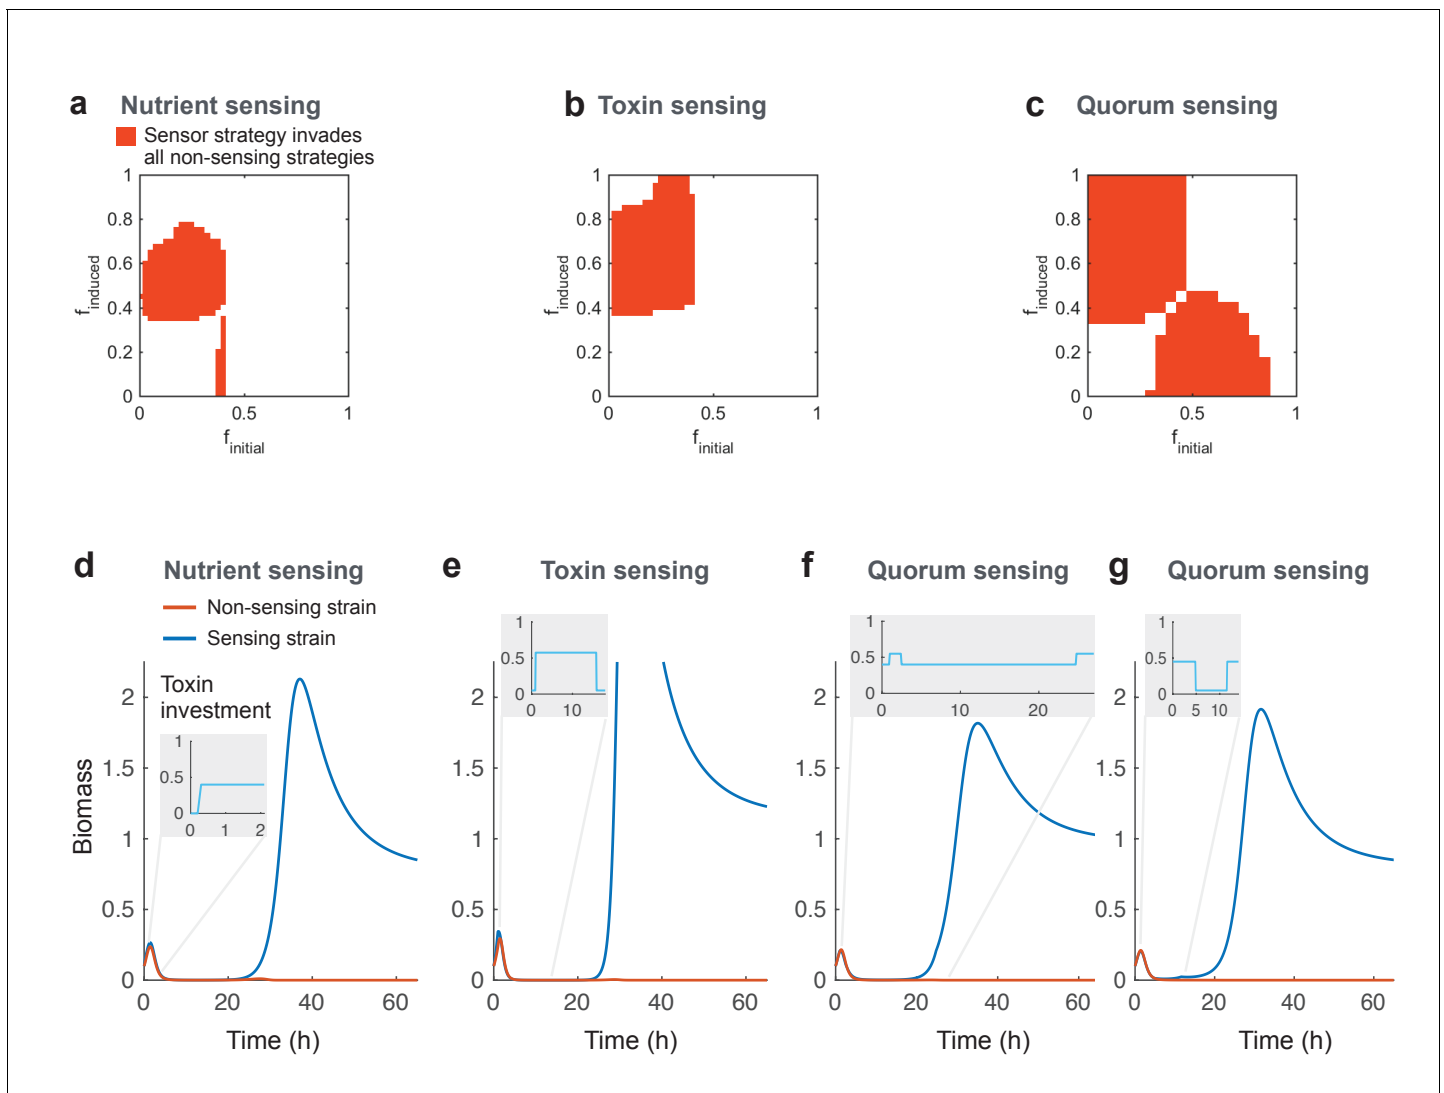 a Nutrient sensing
Sensor strategy invades
all non-sensing strategies
1
0.8
0.6
0.4
0.2
0
f induced
0 0.5 1
f initial
b Toxin sensing
1
0.8
0.6
0.4
0.2
0
f induced
0 0.5 1
f initial
c Quorum sensing
1
0.8
0.6
0.4
0.2
0
f induced
0 0.5 1
f initial
d Nutrient sensing
Non-sensing strain
Sensing strain
Toxin
investment
1
0.5
0
0 1 2
2
1.5
1
0.5
0
Biomass
0 20 40 60
Time (h)
e Toxin sensing
1
0.5
0
0 10
2
1.5
1
0.5
0
0 20 40 60
Time (h)
f Quorum sensing
1
0.5
0
0 10 20
2
1.5
1
0.5
0
0 20 40 60
g Quorum sensing
1
0.5
0
0 5 10
2
1.5
1
0.5
0
0 20 40 60
Time (h)